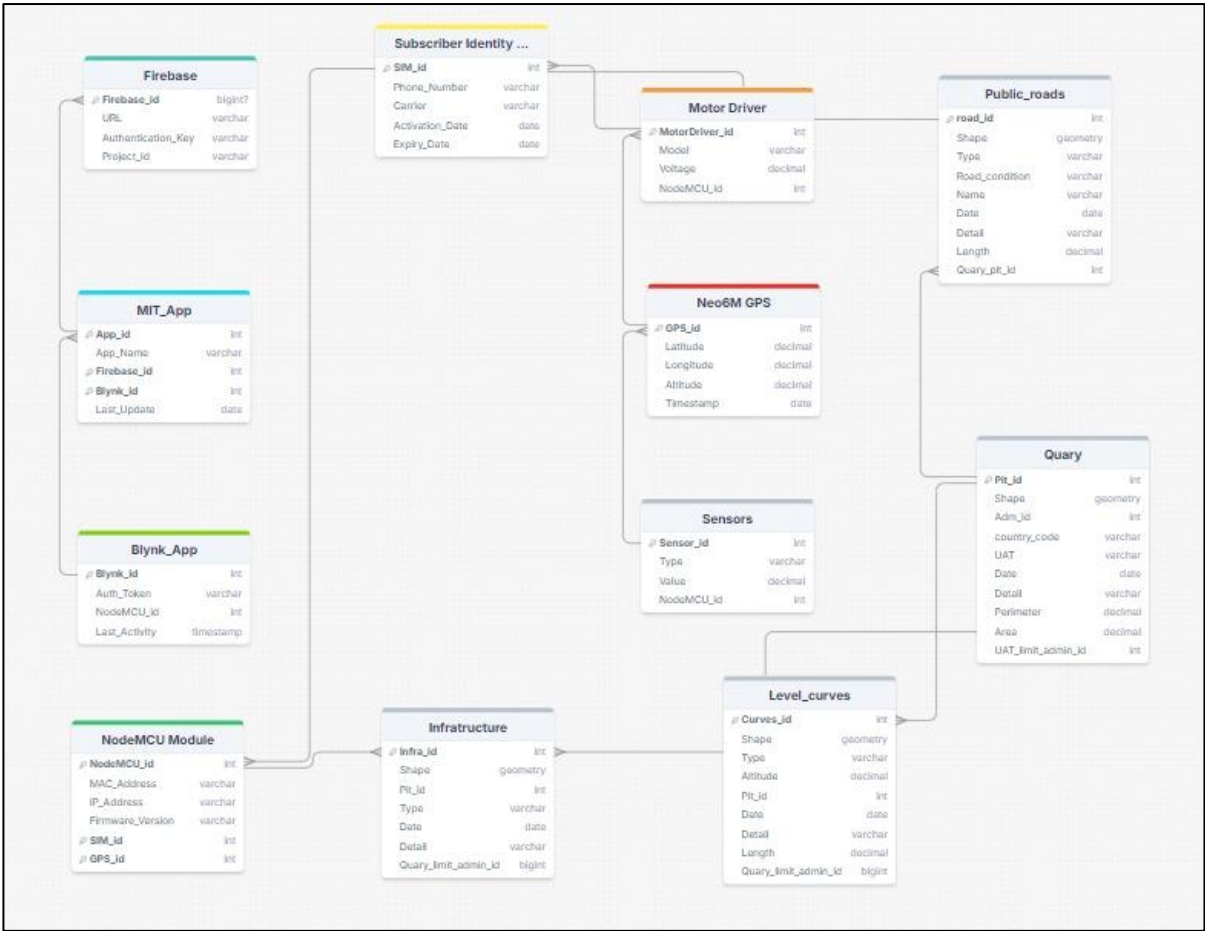 Firebase
Firebase_id bigint?
URL varchar
Authentication_Key varchar
Project_Id varchar
MIT_App
App_id int
App_Name varchar
Firebase_id int
Blynk_id int
Last_Update date
Blynk_App
Blynk_id int
Auth_Token varchar
NodeMCU_id int
Last_Activity timestamp
NodeMCU Module
NodeMCU_id int
MAC_Address varchar
IP_Address varchar
Firmware_Version varchar
SIM_id int
GPS_id int
Subscriber Identity ...
SIM_id int
Phone_Number varchar
Carrier varchar
Activation_Date date
Expiry_Date date
Infratructure
Infra_id int
Shape geometry
Pit_id int
Type varchar
Date date
Detail varchar
Quary_limit_admin_id bigint
Motor Driver
MotorDriver_id int
Model varchar
Voltage decimal
NodeMCU_id int
Neo6M GPS
GPS_id int
Latitude decimal
Longitude decimal
Altitude decimal
Timestamp date
Sensors
Sensor_id int
Type varchar
Value decimal
NodeMCU_id int
Level_curves
Curves_id int
Shape geometry
Type varchar
Altitude decimal
Pit_id int
Date date
Detail varchar
Length decimal
Quary_limit_admin_id bigint
Public_roads
road_id int
Shape geometry
Type varchar
Road_condition varchar
Name varchar
Date date
Detail varchar
Length decimal
Quary_pit_id int
Quary
Pit_id int
Shape geometry
Adm_id int
country_code varchar
UAT varchar
Date date
Detail varchar
Perimeter decimal
Area decimal
UAT_limit_admin_id int